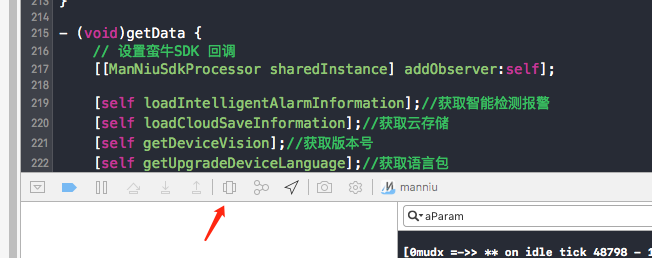 213 }
214
215 - (void)getData {
216 // 设置蛮牛SDK 回调
217 [[ManNiuSdkProcessor sharedInstance] addObserver:self];
218
219 [self loadIntelligentAlarmInformation];//获取智能检测报警
220 [self loadCloudSaveInformation];//获取云存储
221 [self getDeviceVision];//获取版本号
222 [self getUpgradeDeviceLanguage];//获取语言包
manniu
aParam
[0mudx =->> ** on idle tick 48798 - 1